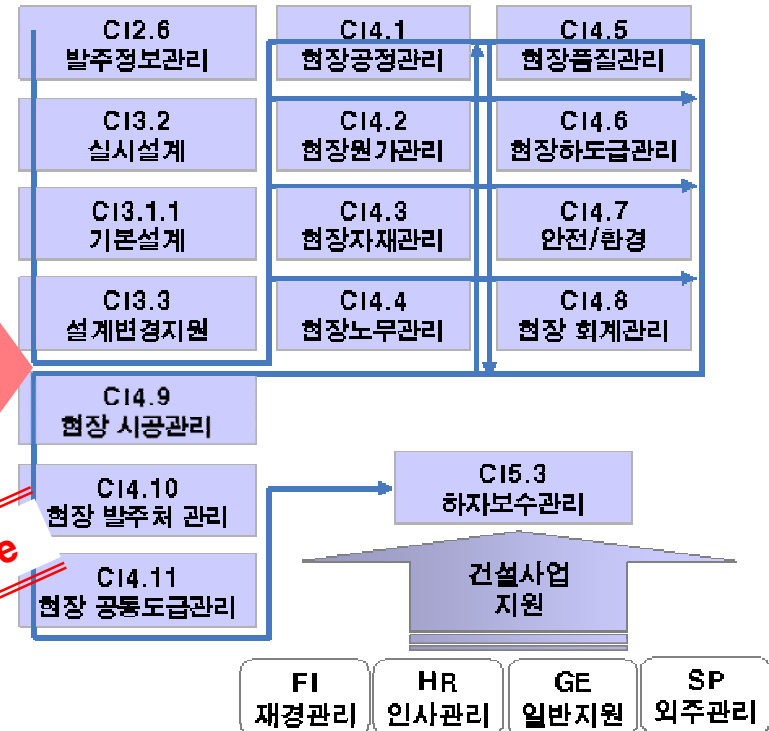 CI2.6
발주정보관리
CI4.1
현장공정관리
CI4.5
현장품질관리
CI3.2
실시설계
CI4.2
현장원가관리
CI4.6
현장하도급관리
CI3.1.1
기본설계
CI4.3
현장자재관리
CI4.7
안전/환경
CI3.3
설계변경지원
CI4.4
현장노무관리
CI4.8
현장 회계관리
CI4.9
현장 시공관리
CI4.10
현장 발주처 관리
CI5.3
하자보수관리
e
CI4.11
현장 공동도급관리
건설사업
지원
FI
재경관리
HR
인사관리
GE
일반지원
SP
외주관리